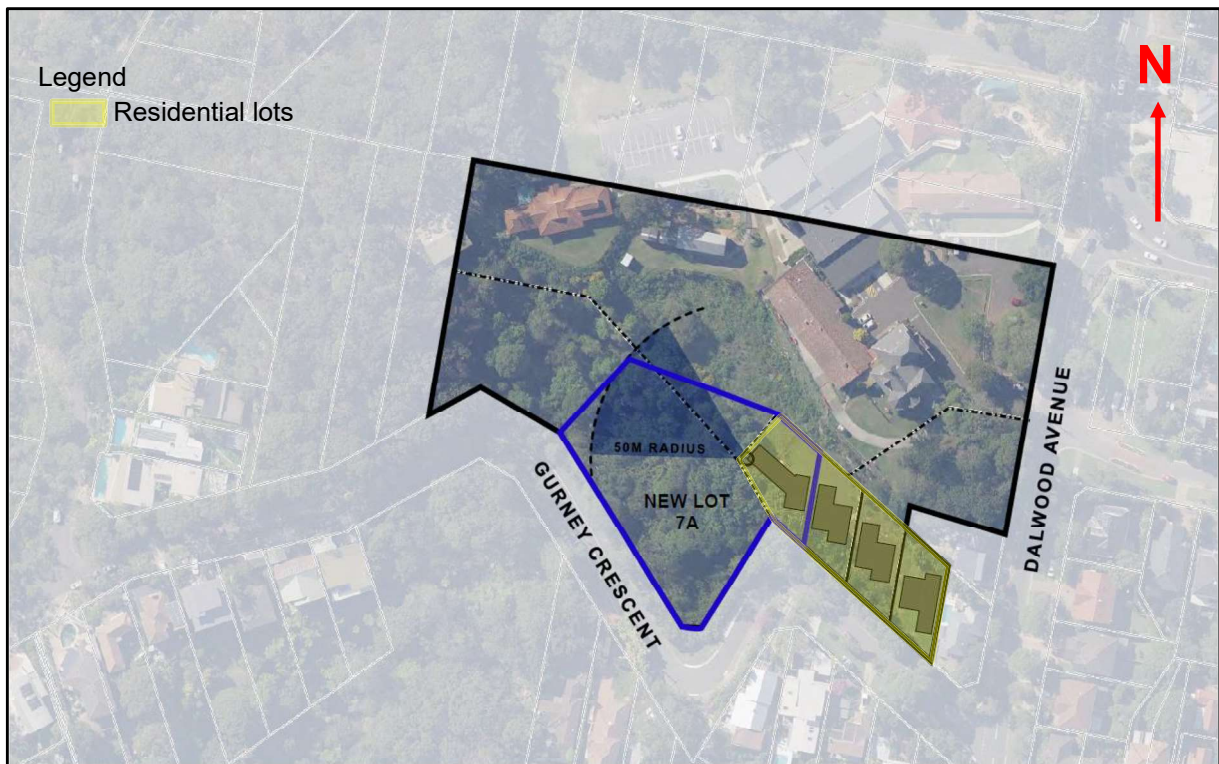 Legend
Residential lots
N
50M RADIUS
NEW LOT
7A
GURNEY CRESCENT
DALWOOD AVENUE